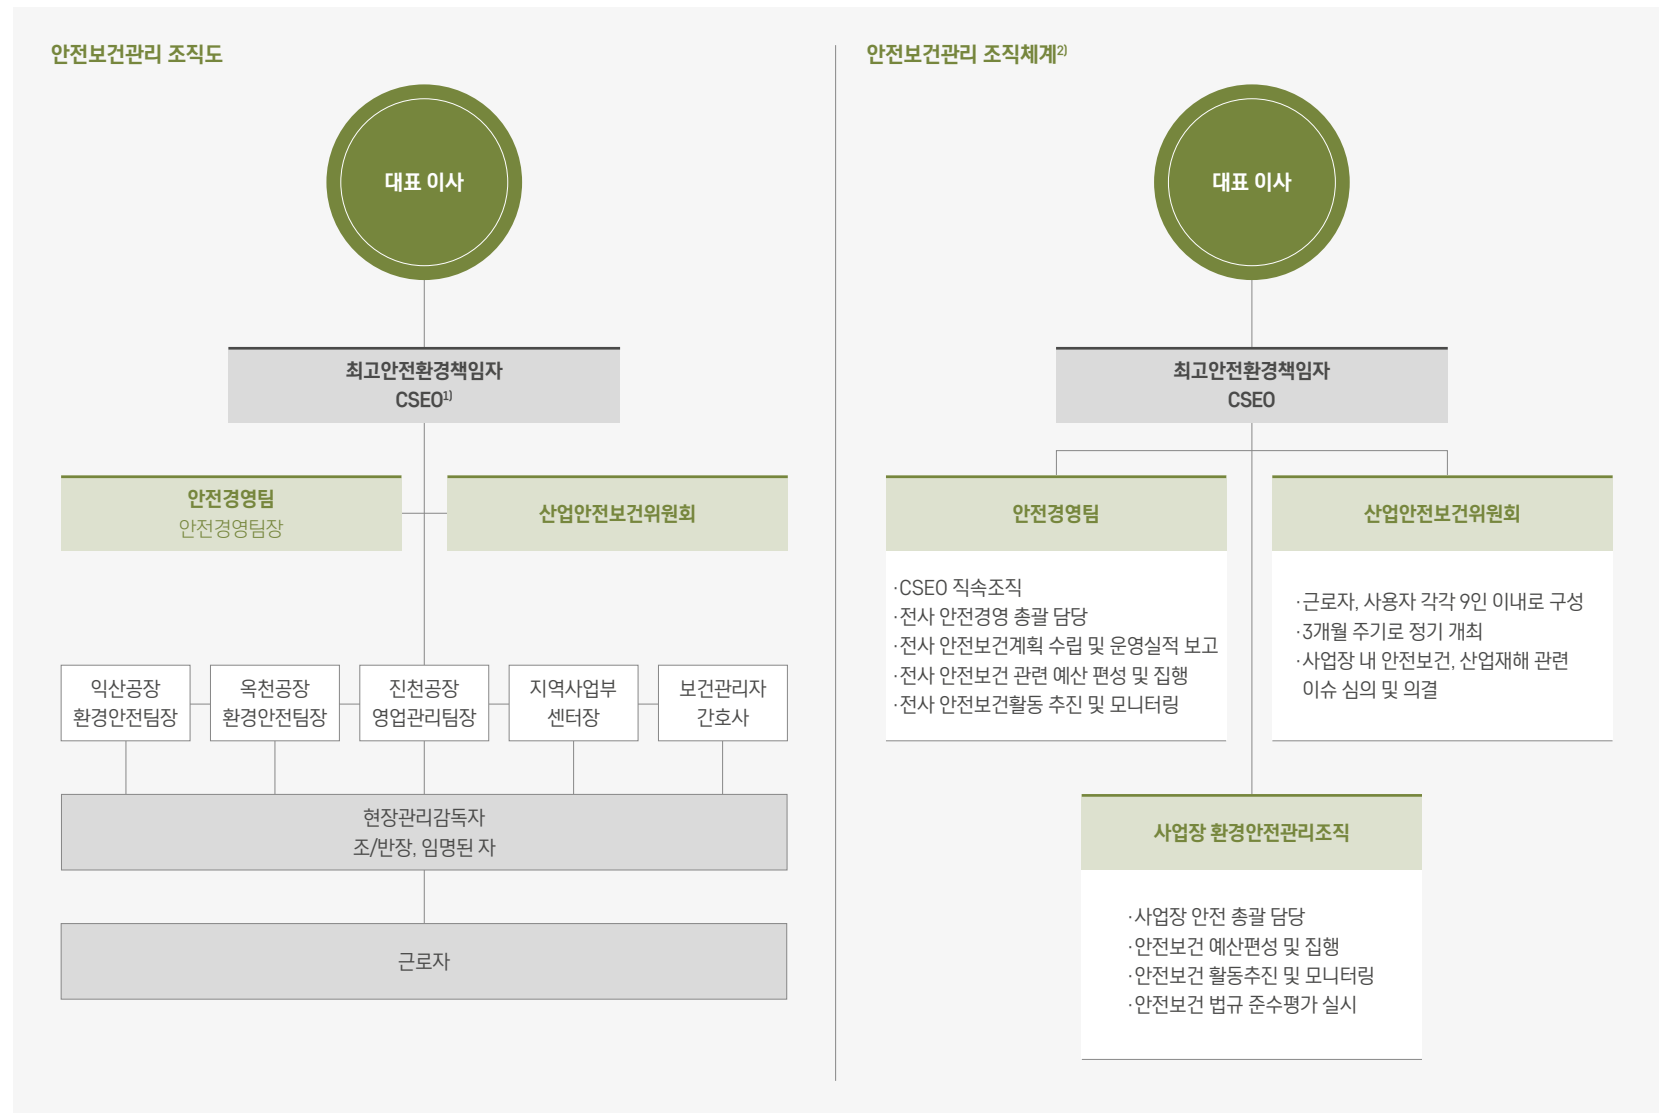 안전보건관리 조직도
대표 이사
최고안전환경책임자
CSEO1)
안전경영팀
안전경영팀장
산업안전보건위원회
익산공장
환경안전팀장
옥천공장
환경안전팀장
진천공장
영업관리팀장
지역사업부
센터장
보건관리자
간호사
현장관리감독자
조/반장, 임명된 자
근로자
안전보건관리 조직체계2)
대표 이사
최고안전환경책임자
CSEO
안전경영팀
·CSEO 직속조직
·전사 안전경영 총괄 담당
·전사 안전보건계획 수립 및 운영실적 보고
·전사 안전보건 관련 예산 편성 및 집행
·전사 안전보건활동 추진 및 모니터링
산업안전보건위원회
·근로자, 사용자 각각 9인 이내로 구성
·3개월 주기로 정기 개최
·사업장 내 안전보건, 산업재해 관련
이슈 심의 및 의결
사업장 환경안전관리조직
·사업장 안전 총괄 담당
·안전보건 예산편성 및 집행
·안전보건 활동추진 및 모니터링
·안전보건 법규 준수평가 실시